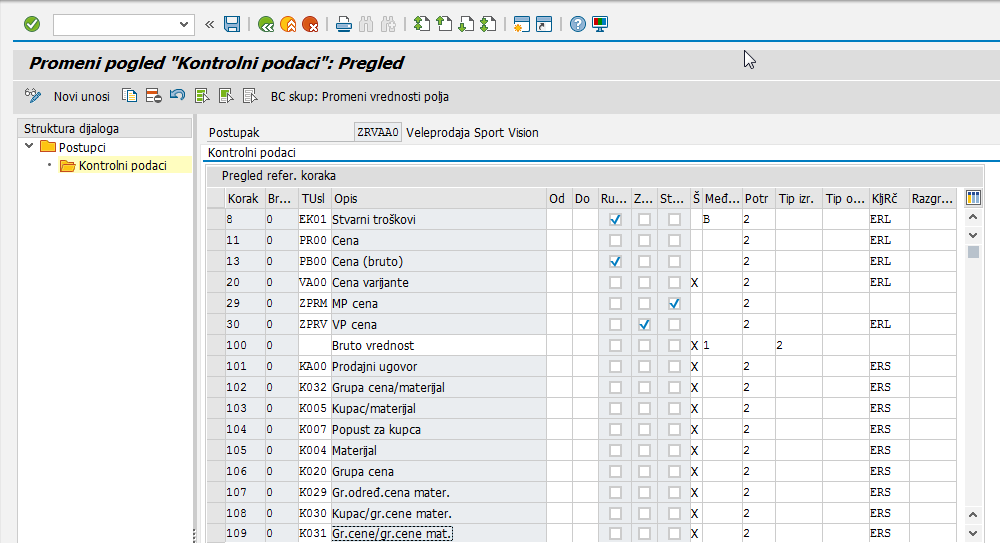 Promeni pogled "Kontrolni podaci": Pregled
Novi unosi BC skup: Promeni vrednosti polja
Struktura dijaloga
Postupci
Kontrolni podaci
Postupak ZRVAA0 Veleprodaja Sport Vision
Kontrolni podaci
Pregled refer. koraka
Korak Br... TUsl Opis Od Do Ru... Z... St... Š Međ... Potr Tip izr. Tip o... KljRč Razgr...
8 0 EK01 Stvarni troškovi B 2 ERL
11 0 PR00 Cena 2 ERL
13 0 PB00 Cena (bruto) 2 ERL
20 0 VA00 Cena varijante X 2 ERL
29 0 ZPRM MP cena 2
30 0 ZPRV VP cena 2 ERL
100 0 Bruto vrednost X 1 2
101 0 KA00 Prodajni ugovor X 2 ERS
102 0 K032 Grupa cena/materijal X 2 ERS
103 0 K005 Kupac/materijal X 2 ERS
104 0 K007 Popust za kupca X 2 ERS
105 0 K004 Materijal X 2 ERS
106 0 K020 Grupa cena X 2 ERS
107 0 K029 Gr.određ.cena mater. X 2 ERS
108 0 K030 Kupac/gr.cene mater. X 2 ERS
109 0 K031 Gr.cene/gr.cene mat. X 2 ERS